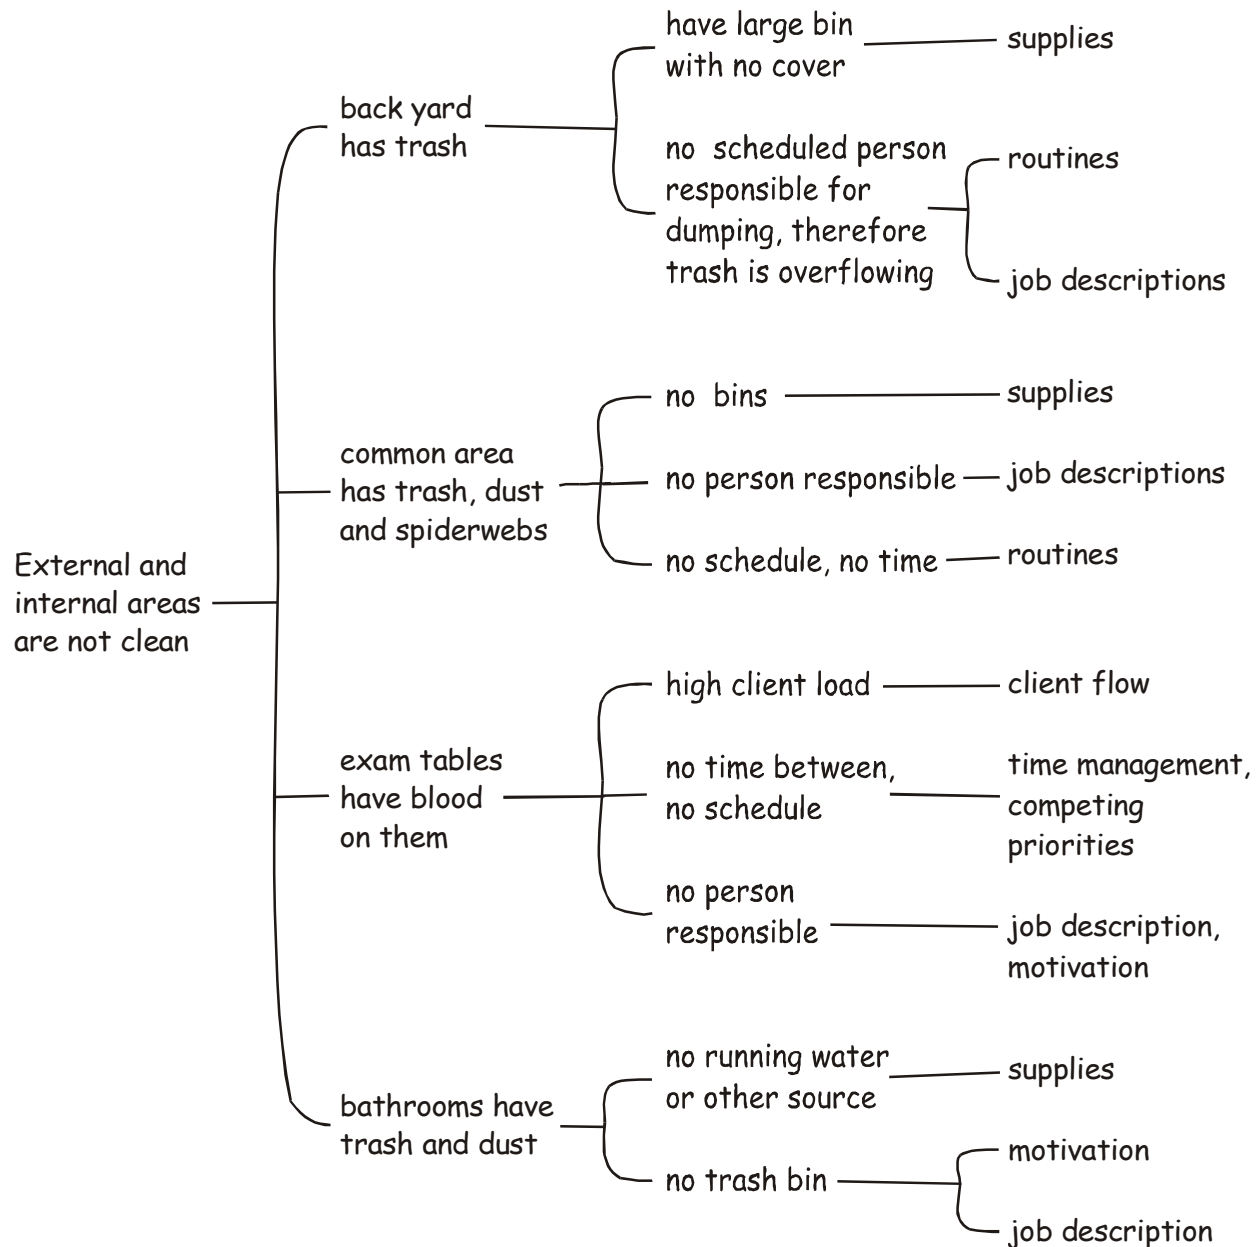 External and
internal areas
are not clean
back yard
has trash
have large bin
with no cover
supplies
no scheduled person
responsible for
dumping, therefore
trash is overflowing
routines
job descriptions
common area
has trash, dust
and spiderwebs
no bins
supplies
no person responsible
job descriptions
no schedule, no time
routines
exam tables
have blood
on them
high client load
client flow
no time between,
no schedule
time management,
competing
priorities
no person
responsible
job description,
motivation
bathrooms have
trash and dust
no running water
or other source
supplies
no trash bin
motivation
job description